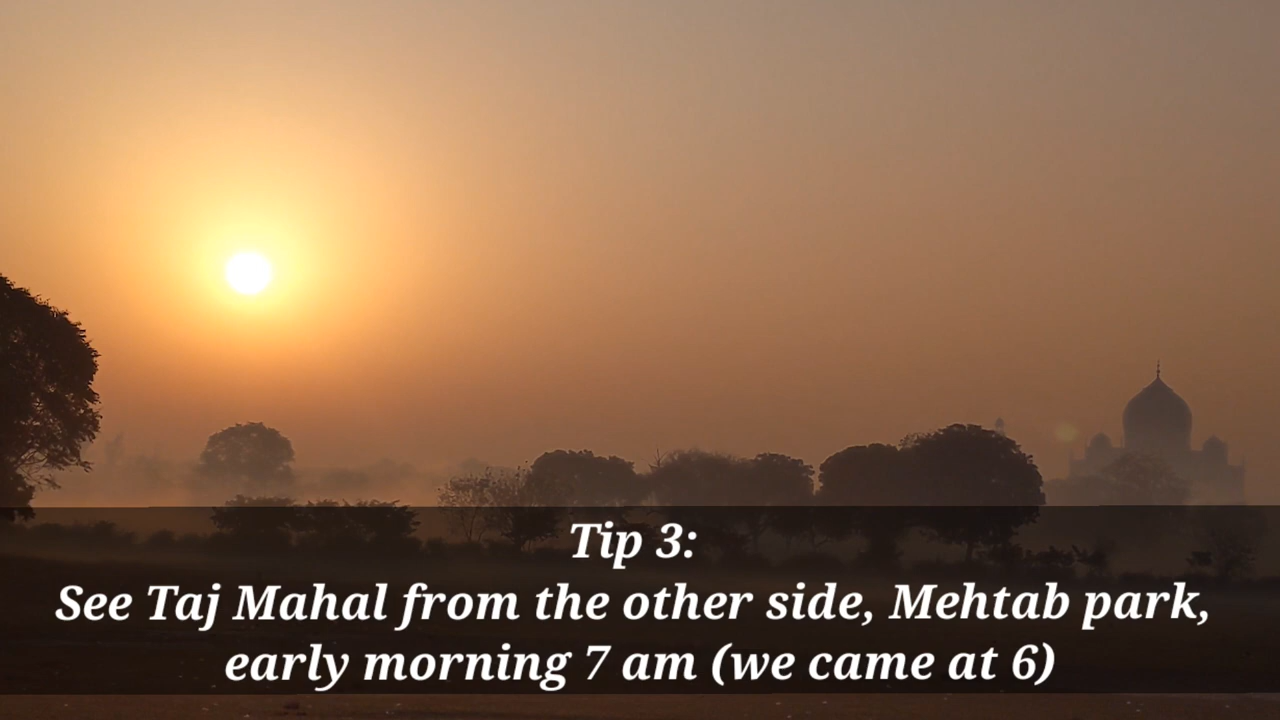 Tip 3:
See Taj Mahal from the other side, Mehtab park,
early morning 7 am (we came at 6)